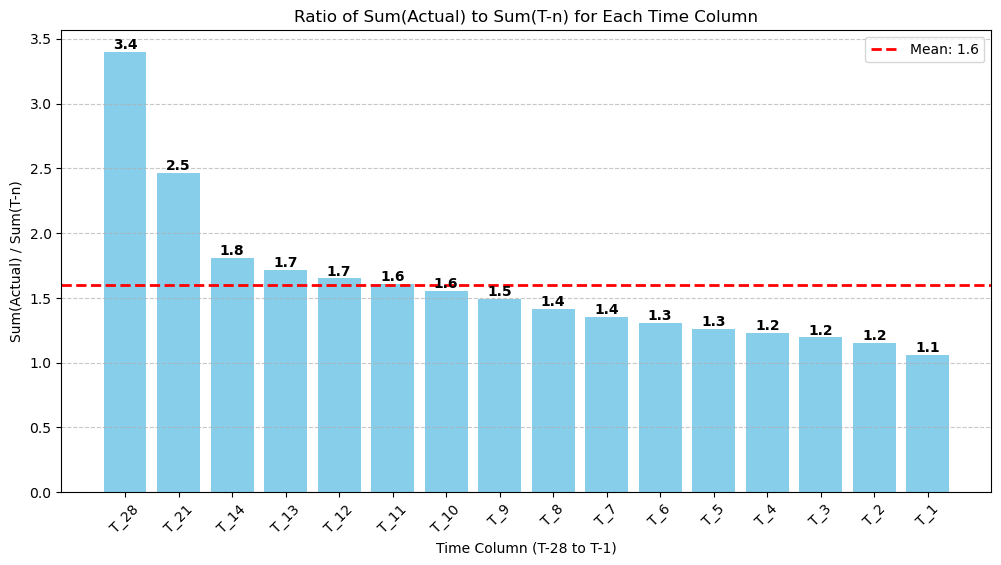 Ratio of Sum(Actual) to Sum(T-n) for Each Time Column
Mean: 1.6
Sum(Actual) / Sum(T-n)
3.5
3.0
2.5
2.0
1.5
1.0
0.5
0.0
3.4
2.5
1.8
1.7
1.7
1.6
1.6
1.5
1.4
1.4
1.3
1.3
1.2
1.2
1.2
1.1
T_28
T_21
T_14
T_13
T_12
T_11
T_10
T_9
T_8
T_7
T_6
T_5
T_4
T_3
T_2
T_1
Time Column (T-28 to T-1)